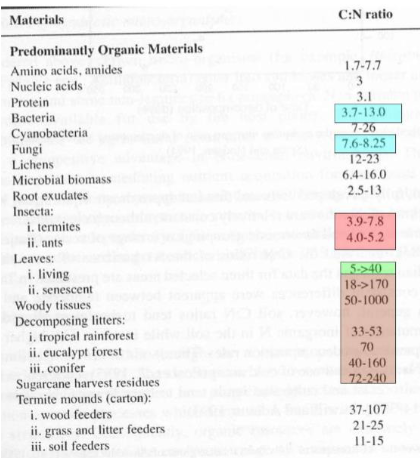 Materials C:N ratio
Predominantly Organic Materials
Amino acids, amides 1.7-7.7
Nucleic acids 3
Protein 3.1
Bacteria 3.7-13.0
Cyanobacteria 7-26
Fungi 7.6-8.25
Lichens 12-23
Microbial biomass 6.4-16.0
Root exudates 2.5-13
Insecta:
i. termites 3.9-7.8
ii. ants 4.0-5.2
Leaves:
i. living 5->40
ii. senescent 18->170
Woody tissues 50-1000
Decomposing litters:
i. tropical rainforest 33-53
ii. eucalypt forest 70
iii. conifer 40-160
Sugarcane harvest residues 72-240
Termite mounds (carton):
i. wood feeders 37-107
ii. grass and litter feeders 21-25
iii. soil feeders 11-15